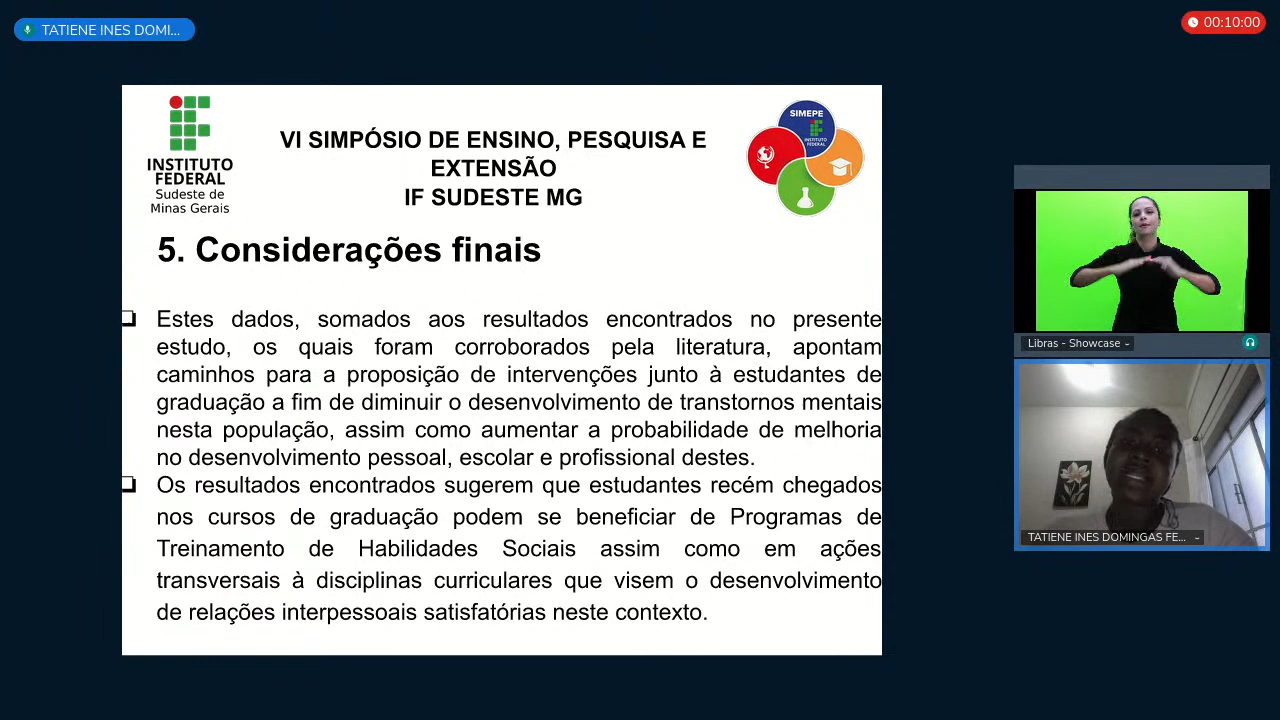 TATIENE INES DOMI...
00:10:00
INSTITUTO
FEDERAL
Sudeste de
Minas Gerais
VI SIMPÓSIO DE ENSINO, PESQUISA E
EXTENSÃO
IF SUDESTE MG
SIMEPE
INSTITUTO
FEDERAL
5. Considerações finais
Estes dados, somados aos resultados encontrados no presente
estudo, os quais foram corroborados pela literatura, apontam
caminhos para a proposição de intervenções junto à estudantes de
graduação a fim de diminuir o desenvolvimento de transtornos mentais
nesta população, assim como aumentar a probabilidade de melhoria
no desenvolvimento pessoal, escolar e profissional destes.
Os resultados encontrados sugerem que estudantes recém chegados
nos cursos de graduação podem se beneficiar de Programas de
Treinamento de Habilidades Sociais assim como em ações
transversais à disciplinas curriculares que visem o desenvolvimento
de relações interpessoais satisfatórias neste contexto.
Libras - Showcase
TATIENE INES DOMINGAS FE...